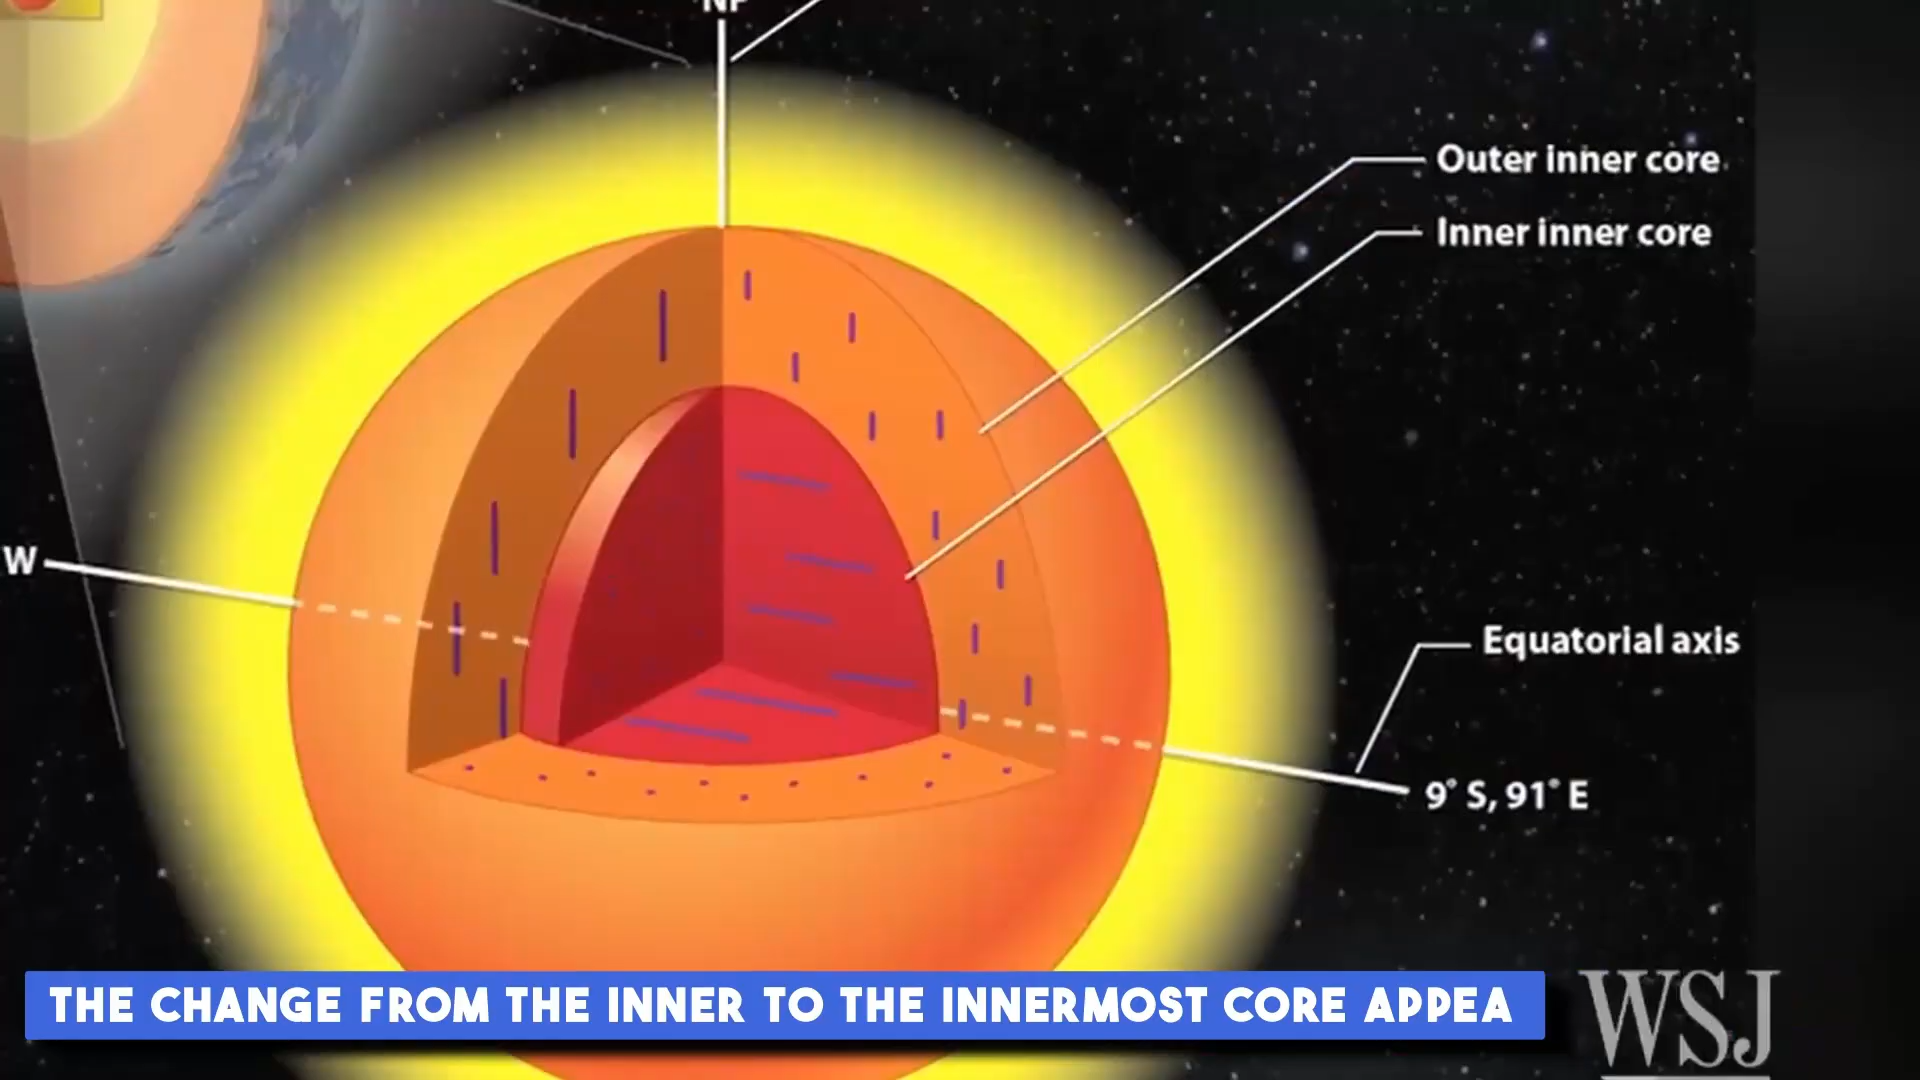 NP
Outer inner core
Inner inner core
W
Equatorial axis
9° S, 91° E
THE CHANGE FROM THE INNER TO THE INNERMOST CORE APPEA
WSJ